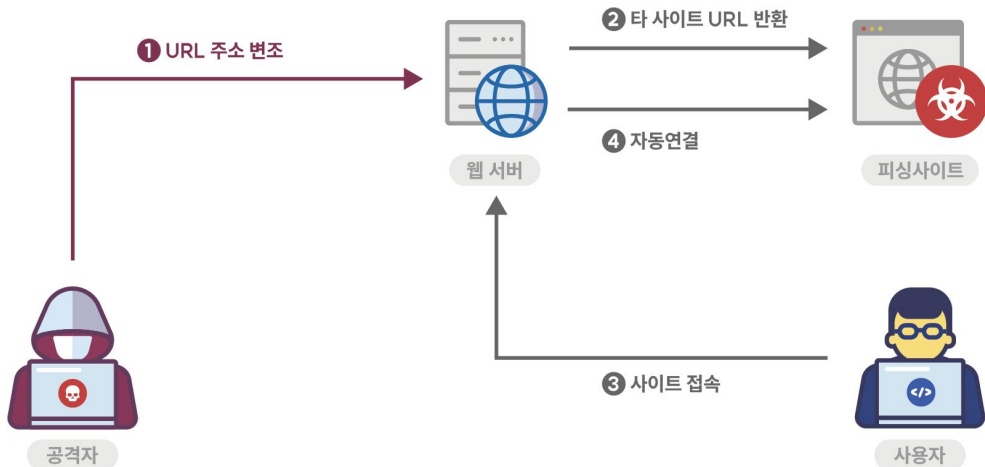 ❶ URL 주소 변조
❷ 타 사이트 URL 반환
❹ 자동연결
웹 서버
피싱사이트
❸ 사이트 접속
</>
공격자
사용자